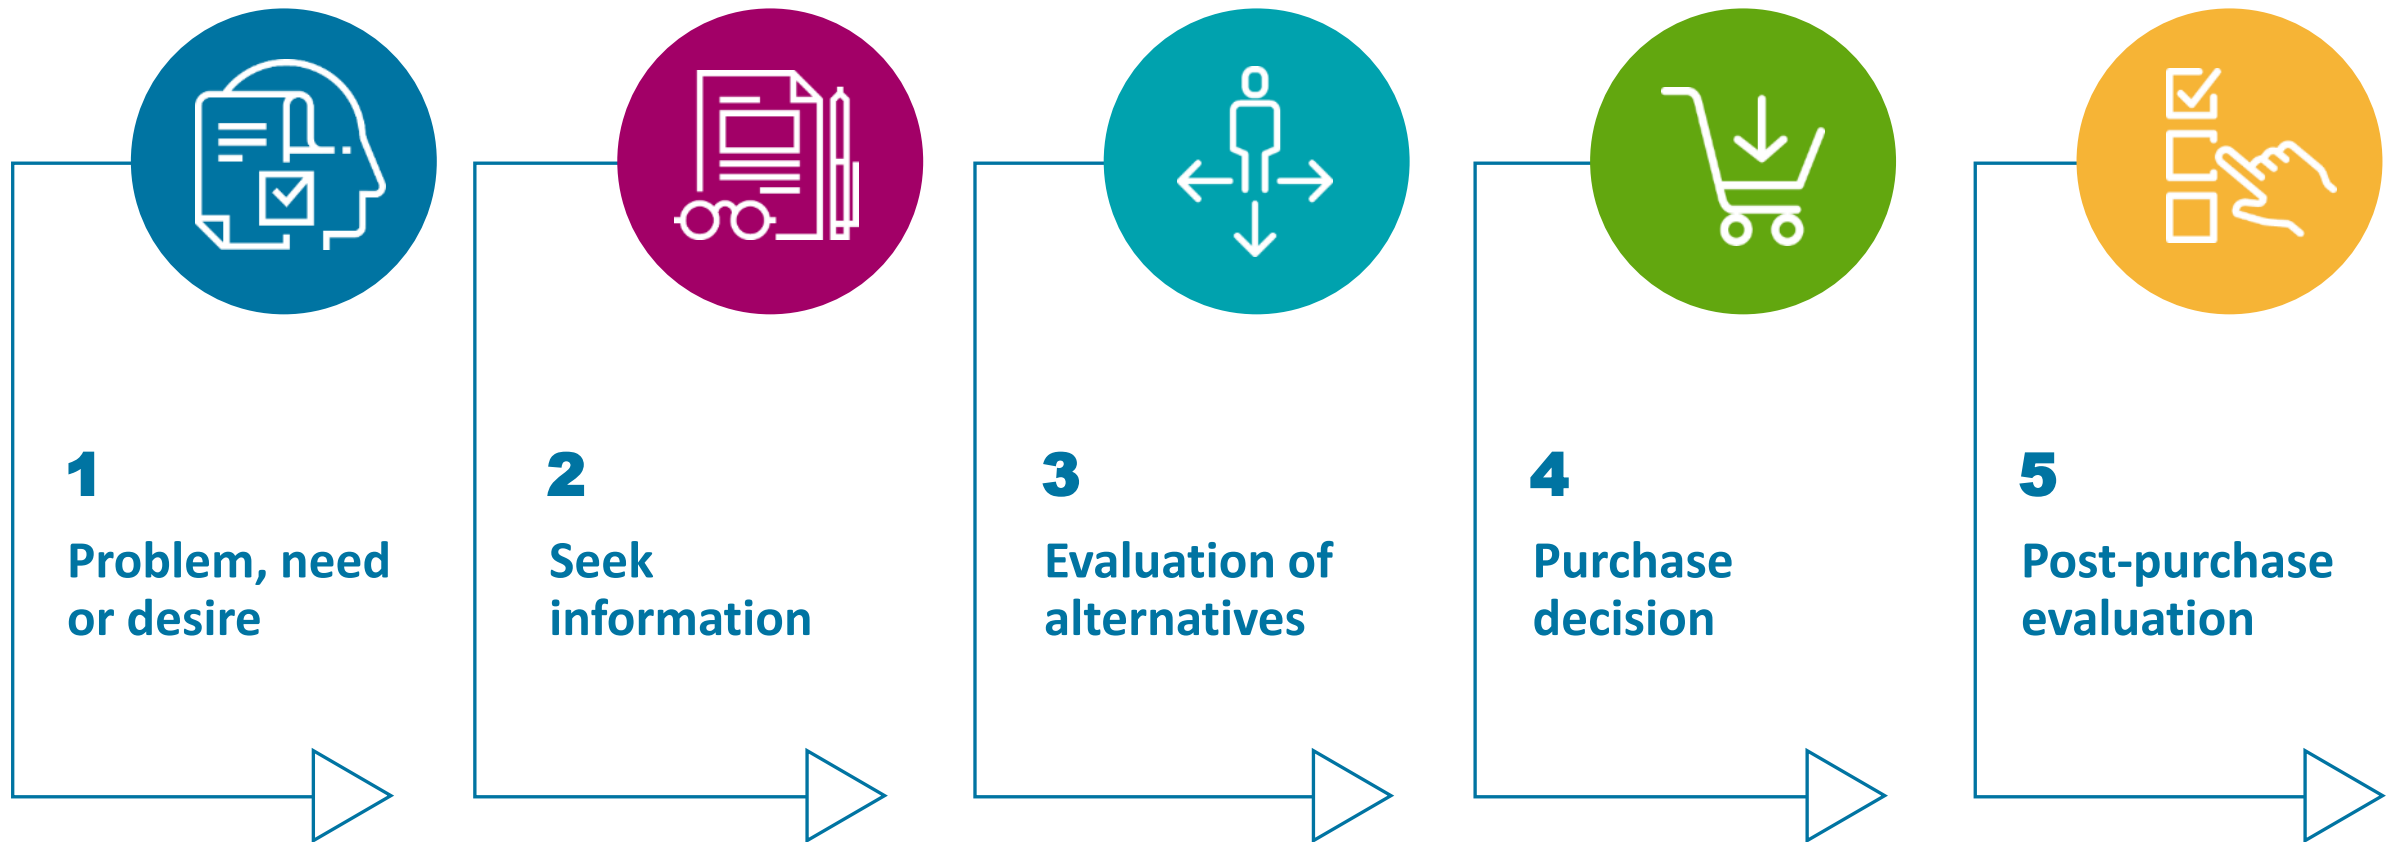 1
Problem, need
or desire
2
Seek
information
3
Evaluation of
alternatives
4
Purchase
decision
5
Post-purchase
evaluation